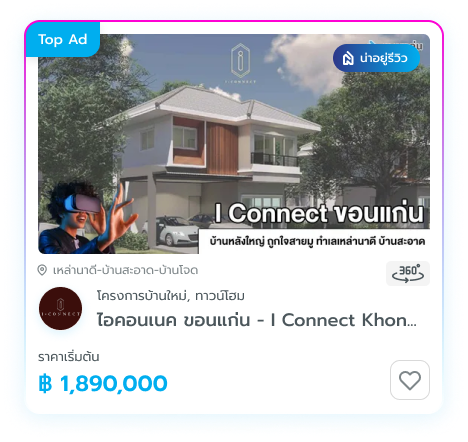 Top Ad
น่าอยู่รีวิว
I-CONNECT
I Connect ขอนแก่น
บ้านหลังใหญ่ ถูกใจสายมู ทำเลเหล่านาดี บ้านสะอาด
เหล่านาดี-บ้านสะอาด-บ้านโจด
360°
โครงการบ้านใหม่, ทาวน์โฮม
I-CONNECT
ไอคอนเนค ขอนแก่น - I Connect Khon...
ราคาเริ่มต้น
฿ 1,890,000